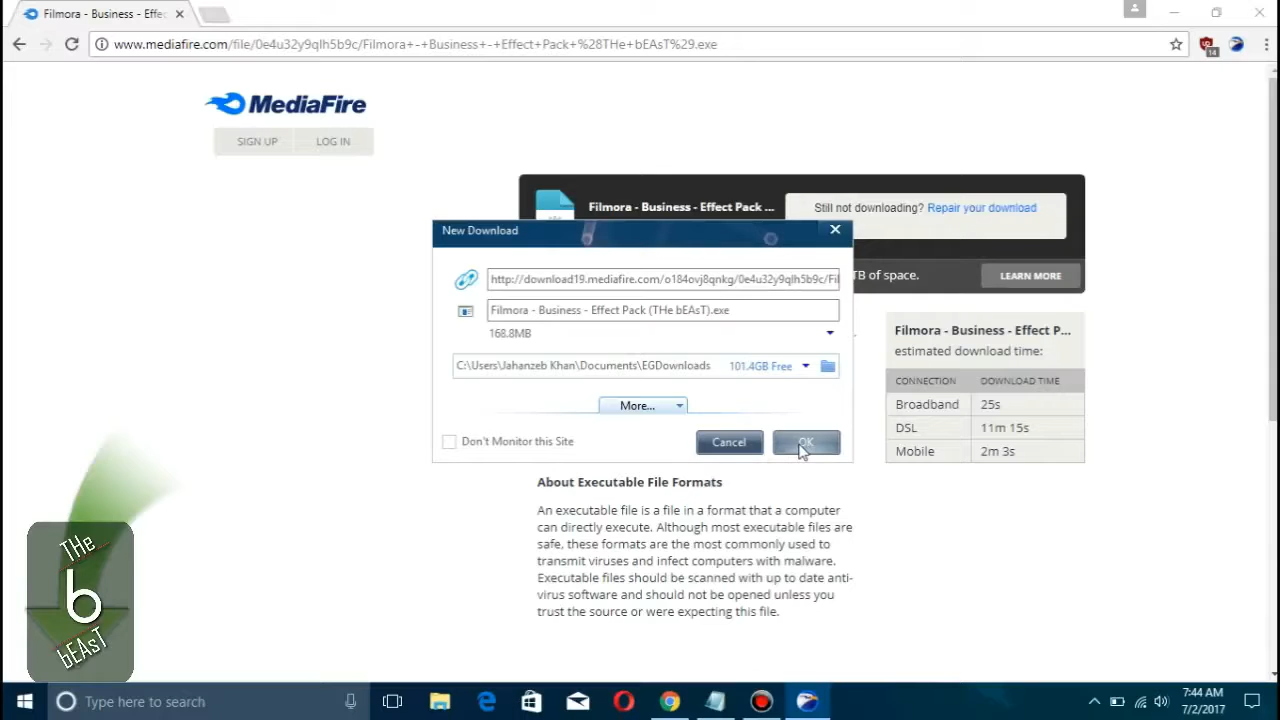 Filmora - Business - Effec
www.mediafire.com/file/0e4u32y9qlh5b9c/Filmora+-+Business+-+Effect+Pack+%28THe+bEAsT%29.exe
14
MediaFire
SIGN UP
LOG IN
Filmora - Business - Effect Pack ...
Still not downloading? Repair your download
New Download
TB of space.
LEARN MORE
http://download19.mediafire.com/o184ovj8qnkg/0e4u32y9qlh5b9c/Fil
Filmora - Business - Effect Pack (THe bEAsT).exe
168.8MB
C:\Users\Jahanzeb Khan\Documents\EGDownloads
101.4GB Free
More...
Don't Monitor this Site
Cancel
OK
Filmora - Business - Effect P...
estimated download time:
CONNECTION DOWNLOAD TIME
Broadband 25s
DSL 11m 15s
Mobile 2m 3s
About Executable File Formats
An executable file is a file in a format that a computer
can directly execute. Although most executable files are
safe, these formats are the most commonly used to
transmit viruses and infect computers with malware.
Executable files should be scanned with up to date anti-
virus software and should not be opened unless you
trust the source or were expecting this file.
THe
b
bEAsT
Type here to search
7:44 AM
7/2/2017